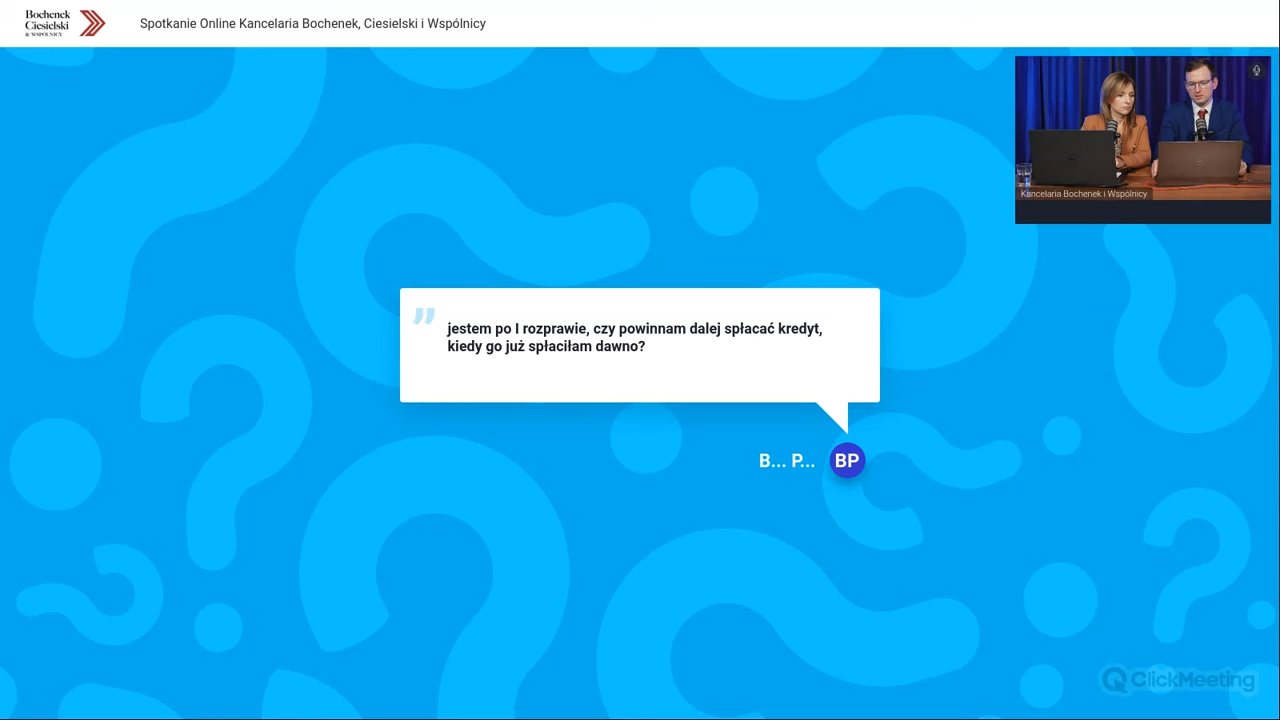 Bochenek
Ciesielski
& WSPÓLNICY
Spotkanie Online Kancelaria Bochenek, Ciesielski i Wspólnicy
Kancelaria Bochenek i Wspólnicy
jestem po I rozprawie, czy powinnam dalej spłacać kredyt,
kiedy go już spłaciłam dawno?
B... P... BP
ClickMeeting